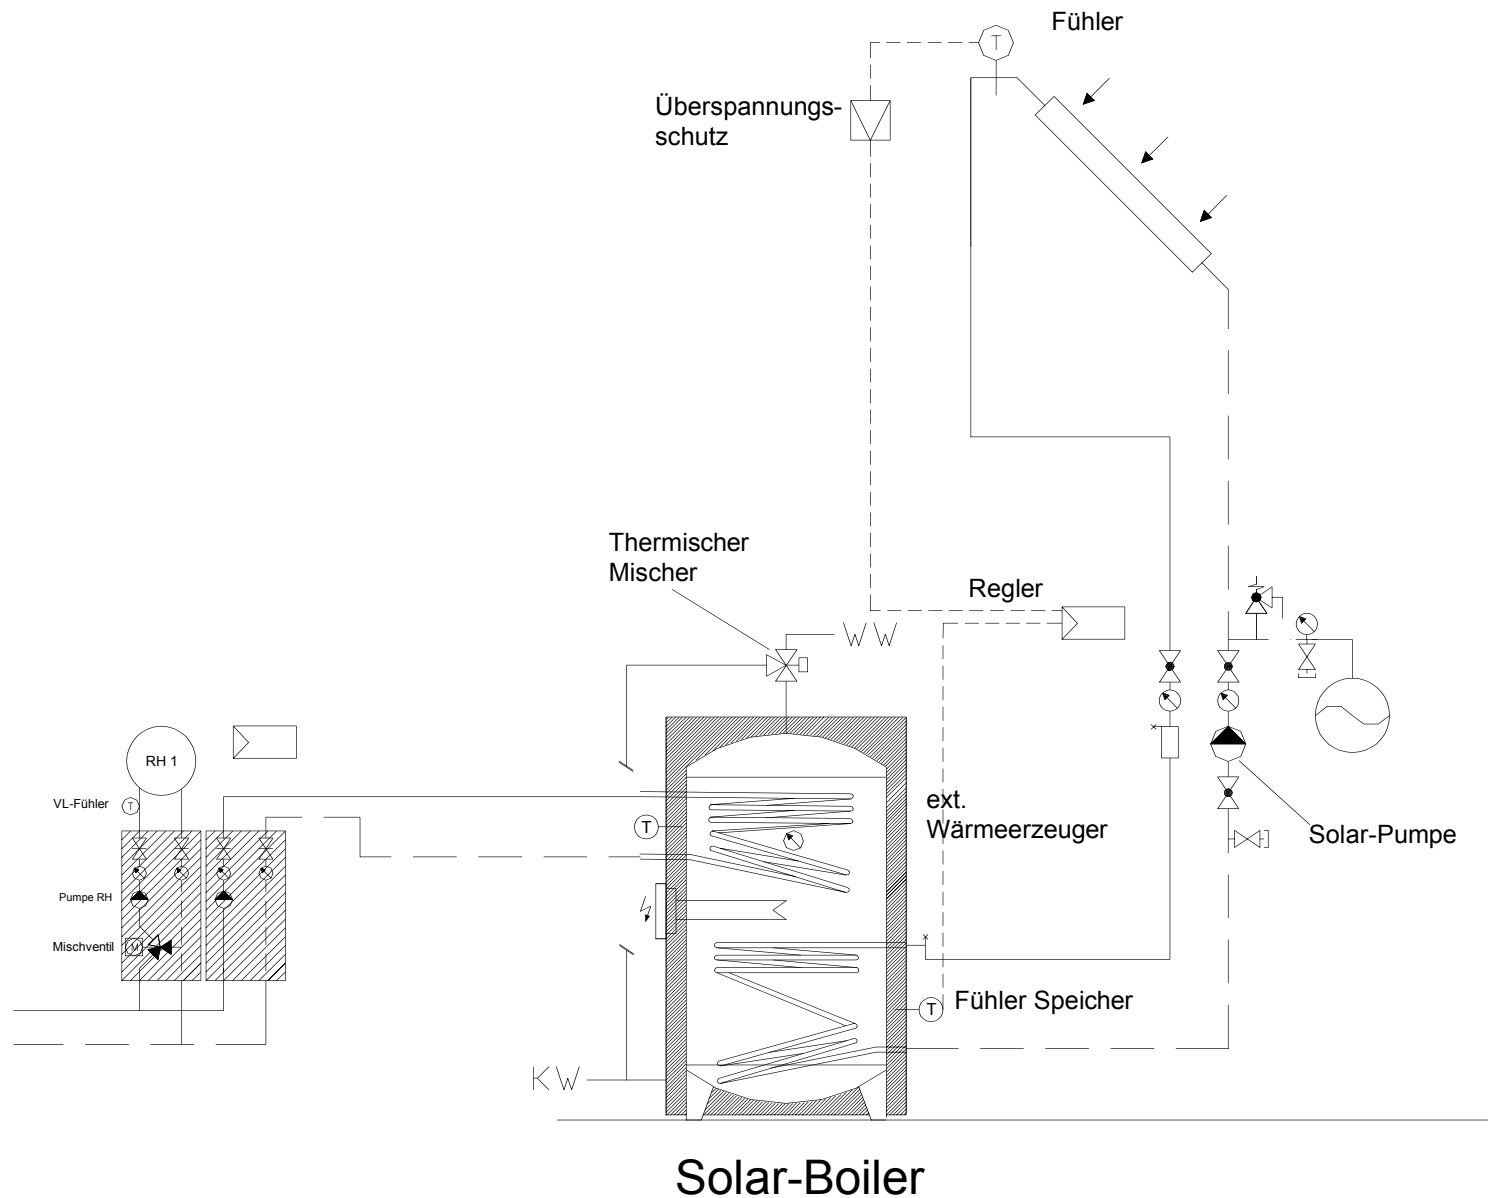 Fühler
T
Überspannungs-
schutz
Thermischer
Mischer
Regler
WW
RH 1
VL-Fühler
T
T
ext.
Wärmeerzeuger
Solar-Pumpe
Pumpe RH
Mischventil
M
T
Fühler Speicher
KW
Solar-Boiler